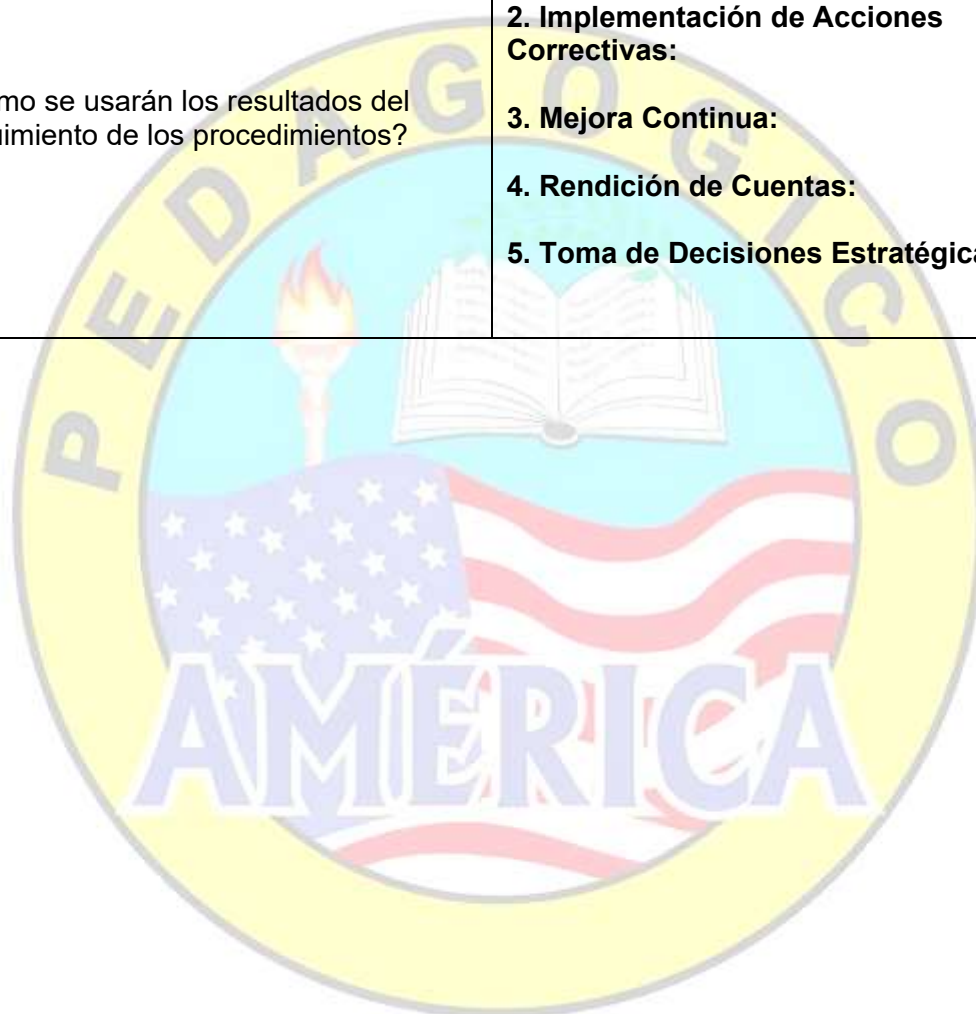 2. Implementación de Acciones
Correctivas:
mo se usarán los resultados del
uimiento de los procedimientos?
3. Mejora Continua:
4. Rendición de Cuentas:
5. Toma de Decisiones Estratégica
PEDAGOGICO
AMÉRICA